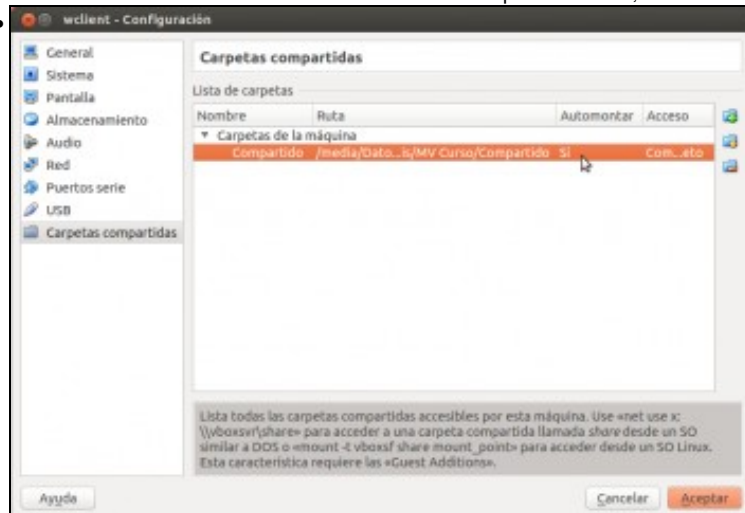 wclient - Configuración
General
Sistema
Pantalla
Almacenamiento
Audio
Red
Puertos serie
USB
Carpetas compartidas
Carpetas compartidas
Lista de carpetas
Nombre Ruta Automontar Acceso
Carpetas de la máquina
Compartido /media/Dato...is/MV Curso/Compartido Sí Com...eto
Lista todas las carpetas compartidas accesibles por esta máquina. Use «net use x:
\\vboxsvr\share» para acceder a una carpeta compartida llamada share desde un SO
similar a DOS o «mount -t vboxsf share mount_point» para acceder desde un SO Linux.
Esta característica requiere las «Guest Additions».
Ayuda Cancelar Aceptar